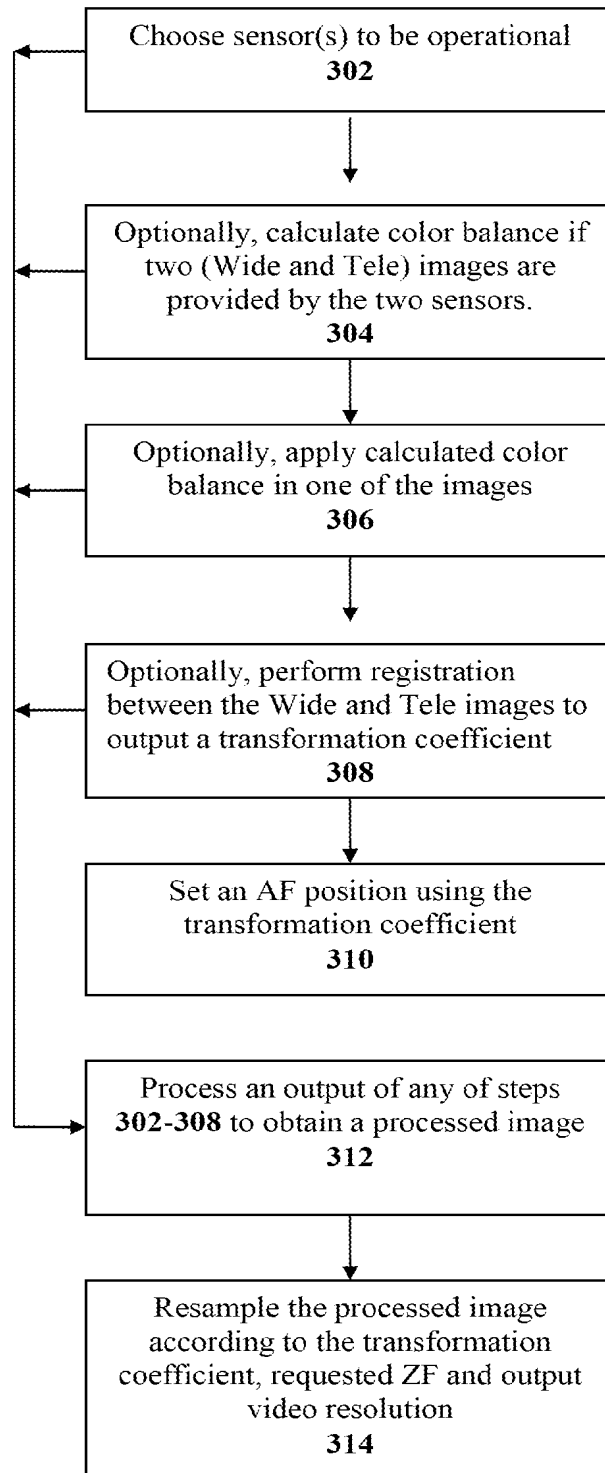 Choose sensor(s) to be operational
302
Optionally, calculate color balance if
two (Wide and Tele) images are
provided by the two sensors.
304
Optionally, apply calculated color
balance in one of the images
306
Optionally, perform registration
between the Wide and Tele images to
output a transformation coefficient
308
Set an AF position using the
transformation coefficient
310
Process an output of any of steps
302-308 to obtain a processed image
312
Resample the processed image
according to the transformation
coefficient, requested ZF and output
video resolution
314